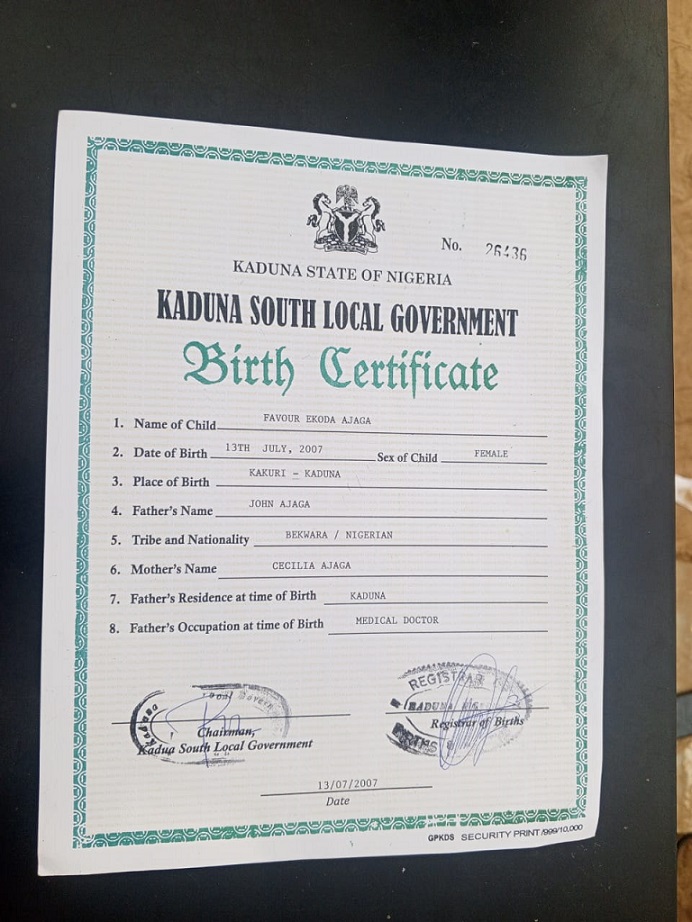 No. 26436
KADUNA STATE OF NIGERIA
KADUNA SOUTH LOCAL GOVERNMENT
Birth Certificate
1. Name of Child FAVOUR EKODA AJAGA
2. Date of Birth 13TH JULY, 2007 Sex of Child FEMALE
3. Place of Birth KAKURI - KADUNA
4. Father's Name JOHN AJAGA
5. Tribe and Nationality BEKWARA / NIGERIAN
6. Mother's Name CECILIA AJAGA
7. Father's Residence at time of Birth KADUNA
8. Father's Occupation at time of Birth MEDICAL DOCTOR
REGISTRAR
KADUNA
Chairman,
Kadua South Local Government
Registrar of Births
13/07/2007
Date
GPKDS SECURITY PRINT /999/10,000